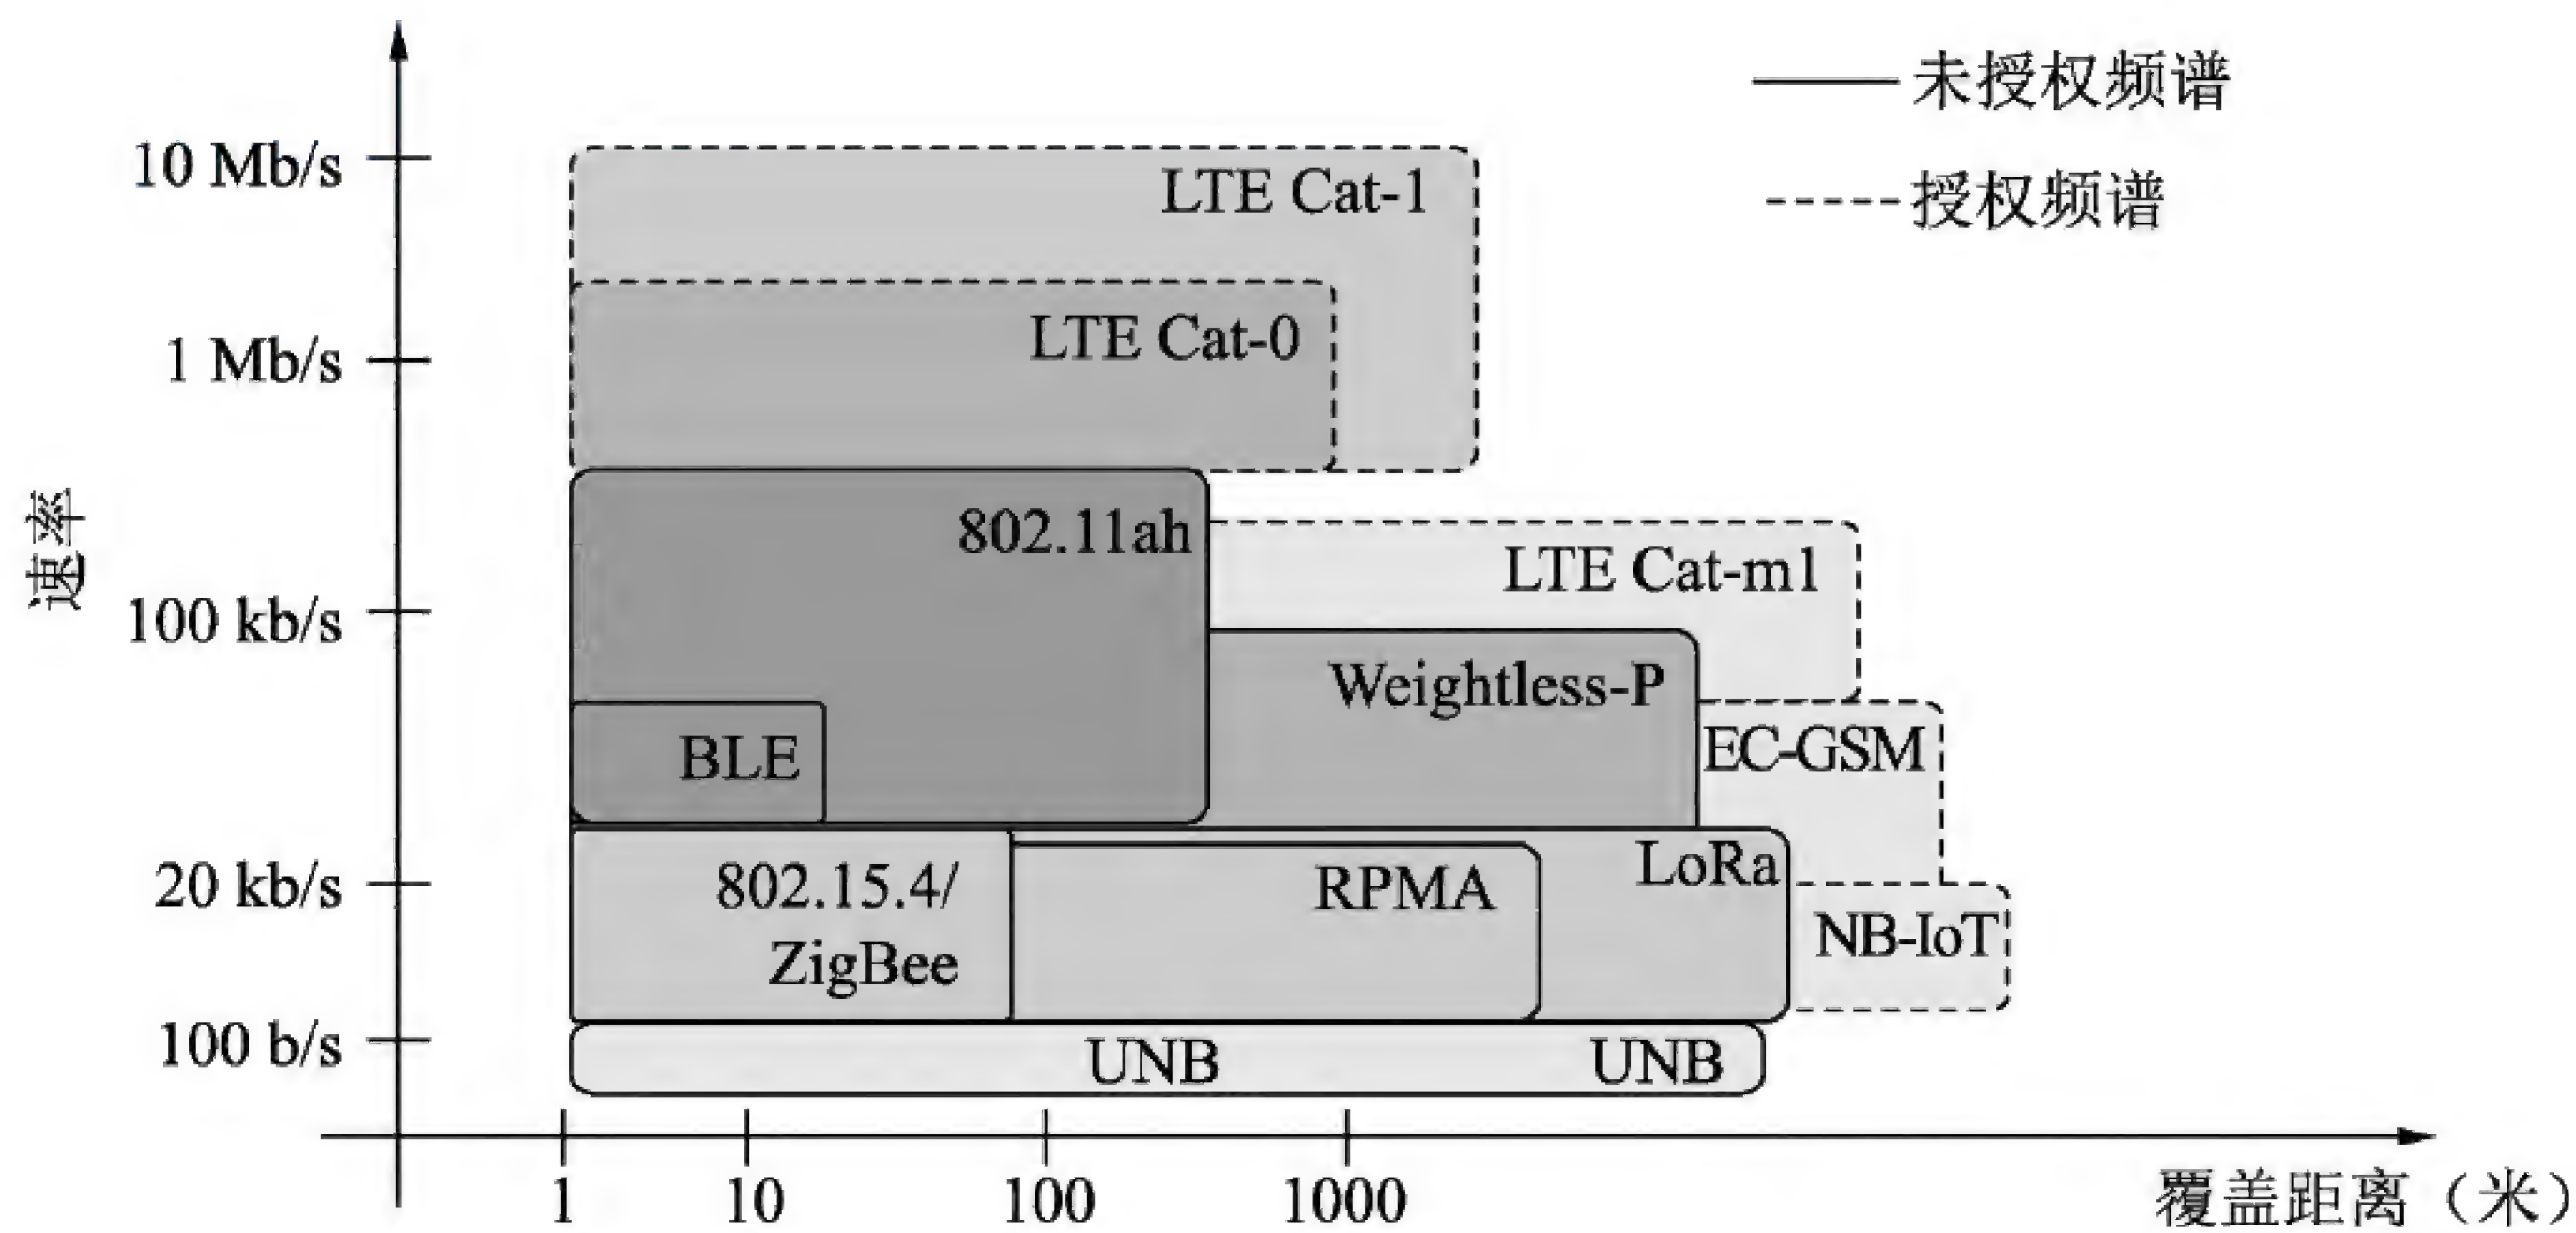 未授权频谱
授权频谱
10 Mb/s
1 Mb/s
100 kb/s
20 kb/s
100 b/s
速率
LTE Cat-1
LTE Cat-0
802.11ah
LTE Cat-m1
Weightless-P
BLE
EC-GSM
802.15.4/
ZigBee
RPMA
LoRa
NB-IoT
UNB
UNB
1
10
100
1000
覆盖距离（米）